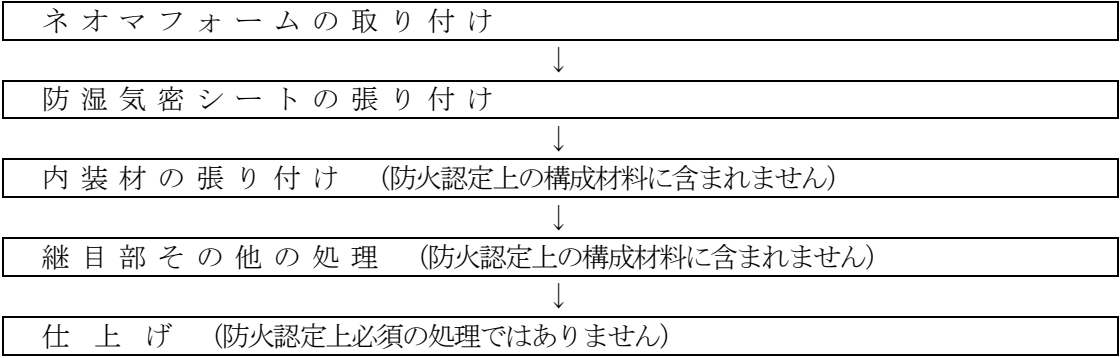 ネオマフォームの取り付け
↓
防湿気密シートの張り付け
↓
内装材の張り付け （防火認定上の構成材料に含まれません）
↓
継目部その他の処理 （防火認定上の構成材料に含まれません）
↓
仕上げ （防火認定上必須の処理ではありません）